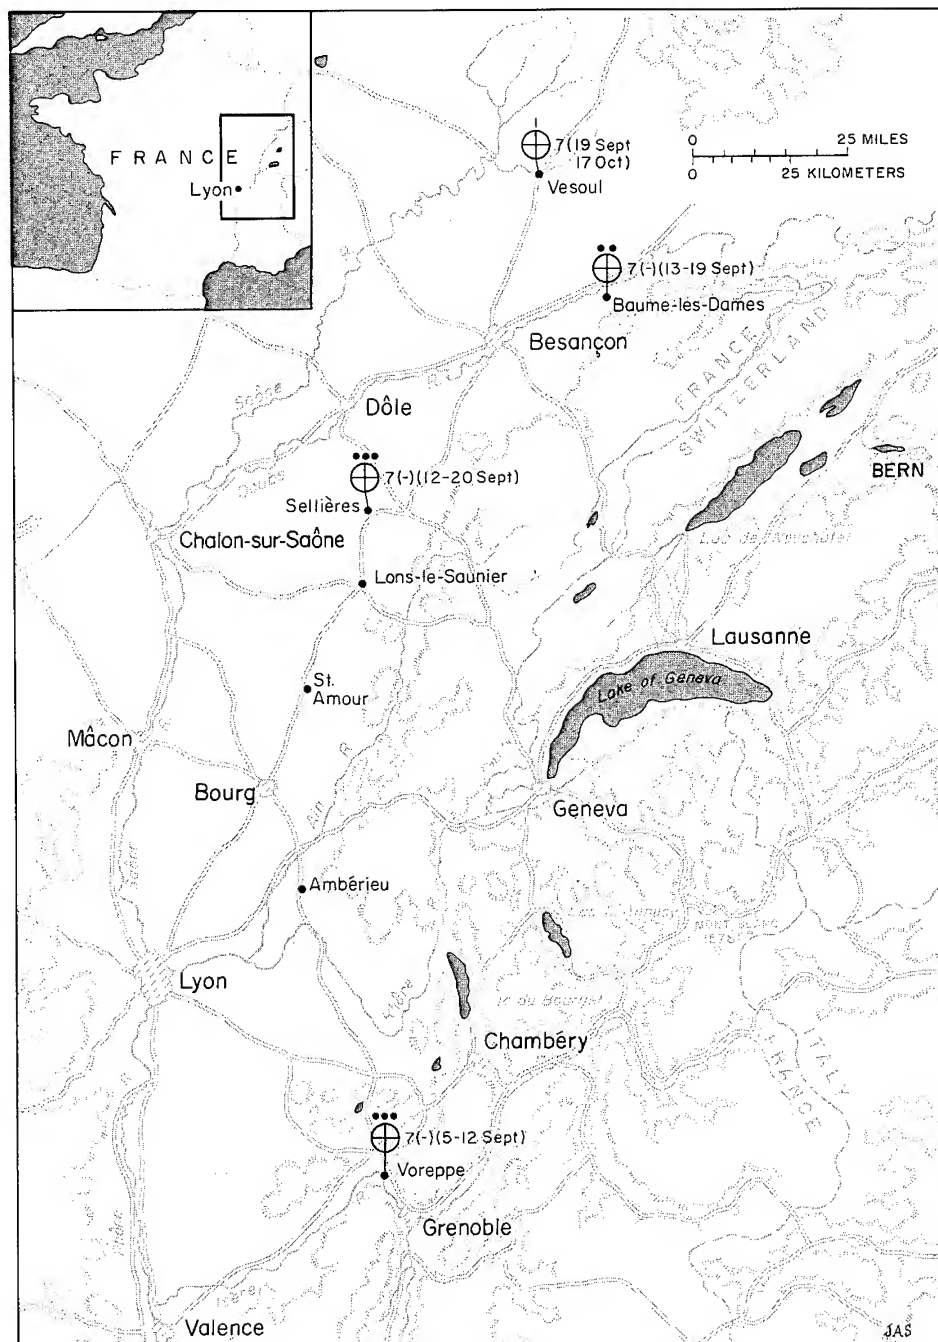 FRANCE
Lyon
7(19 Sept
17 Oct)
Vesoul
0 25 MILES
0 25 KILOMETERS
7(-)(13-19 Sept)
Baume-les-Dames
Besançon
FRANCE
SWITZERLAND
R
Saône
R
Dôle
Doubs
7(-)(12-20 Sept)
Sellières
BERN
Chalon-sur-Saône
Lons-le-Saunier
Lausanne
Lake of Geneva
St.
Amour
Mâcon
Bourg
Ain R
Geneva
Ambérieu
Lyon
Chambéry
ITALY
FRANCE
7(-)(5-12 Sept)
Voreppe
Grenoble
Isère
Valence
JAS